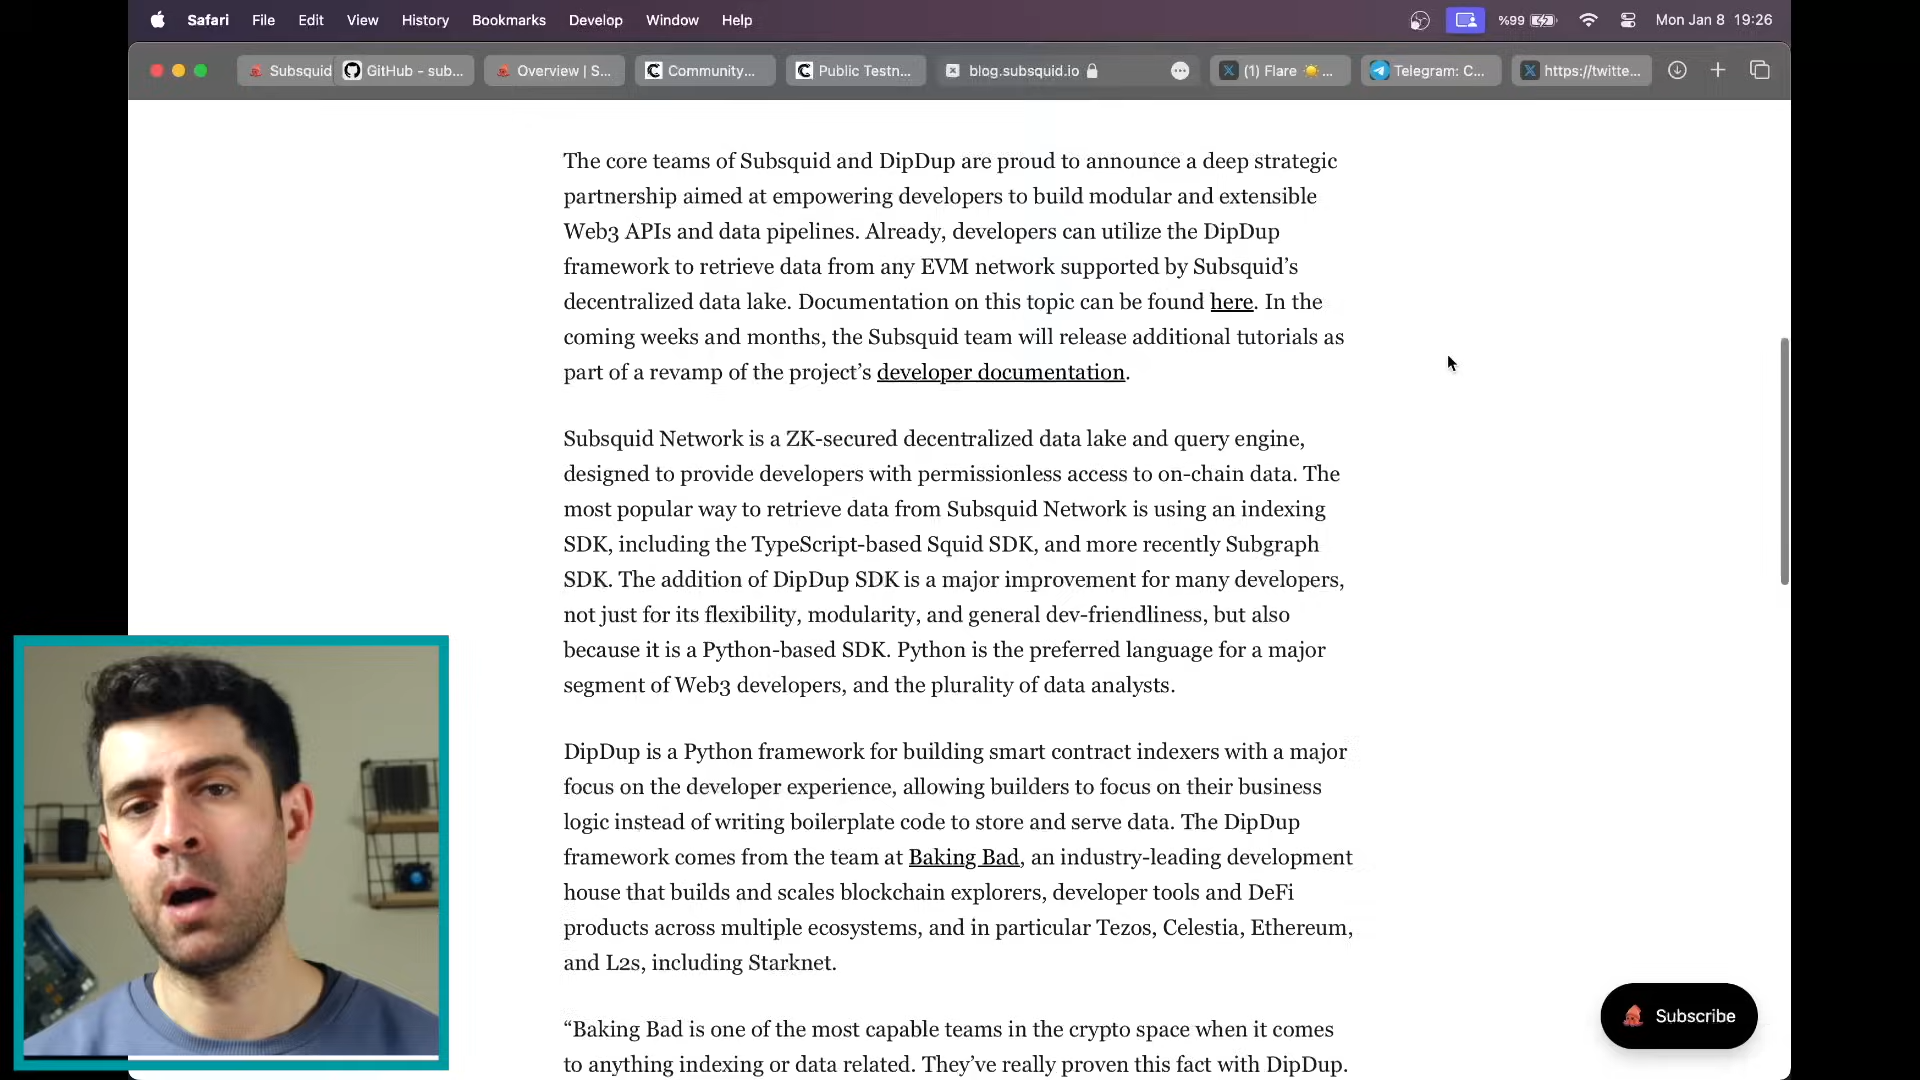 Safari File Edit View History Bookmarks Develop Window Help %99 Mon Jan 8 19:26
Subsquid GitHub - sub... Overview | S... Community... Public Testn... blog.subsquid.io (1) Flare ☀️... Telegram: C... https://twitte...
The core teams of Subsquid and DipDup are proud to announce a deep strategic
partnership aimed at empowering developers to build modular and extensible
Web3 APIs and data pipelines. Already, developers can utilize the DipDup
framework to retrieve data from any EVM network supported by Subsquid’s
decentralized data lake. Documentation on this topic can be found here. In the
coming weeks and months, the Subsquid team will release additional tutorials as
part of a revamp of the project’s developer documentation.
Subsquid Network is a ZK-secured decentralized data lake and query engine,
designed to provide developers with permissionless access to on-chain data. The
most popular way to retrieve data from Subsquid Network is using an indexing
SDK, including the TypeScript-based Squid SDK, and more recently Subgraph
SDK. The addition of DipDup SDK is a major improvement for many developers,
not just for its flexibility, modularity, and general dev-friendliness, but also
because it is a Python-based SDK. Python is the preferred language for a major
segment of Web3 developers, and the plurality of data analysts.
DipDup is a Python framework for building smart contract indexers with a major
focus on the developer experience, allowing builders to focus on their business
logic instead of writing boilerplate code to store and serve data. The DipDup
framework comes from the team at Baking Bad, an industry-leading development
house that builds and scales blockchain explorers, developer tools and DeFi
products across multiple ecosystems, and in particular Tezos, Celestia, Ethereum,
and L2s, including Starknet.
“Baking Bad is one of the most capable teams in the crypto space when it comes
to anything indexing or data related. They’ve really proven this fact with DipDup.
Subscribe